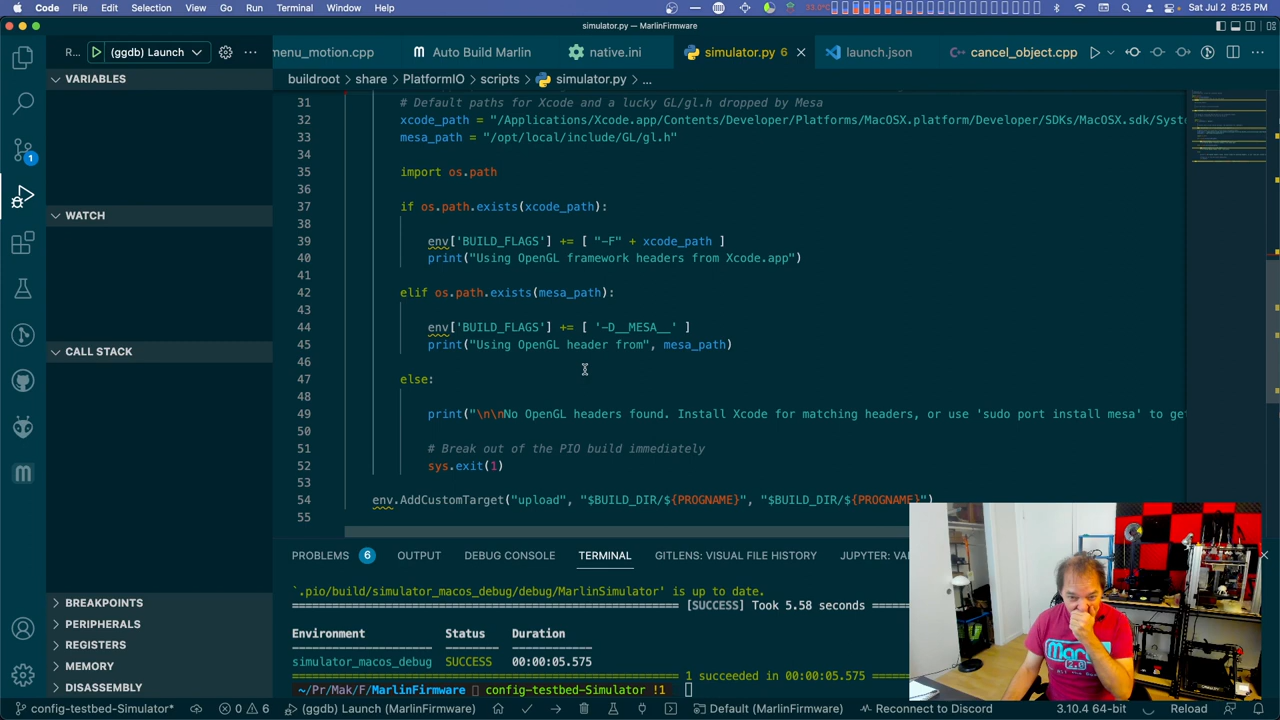 Code File Edit Selection View Go Run Terminal Window Help 33.0°C Sat Jul 2 8:25 PM
simulator.py — MarlinFirmware
R... (ggdb) Launch menu_motion.cpp Auto Build Marlin native.ini simulator.py 6 launch.json cancel_object.cpp
VARIABLES
buildroot > share > PlatformIO > scripts > simulator.py > ...
31 # Default paths for Xcode and a lucky GL/gl.h dropped by Mesa
32 xcode_path = "/Applications/Xcode.app/Contents/Developer/Platforms/MacOSX.platform/Developer/SDKs/MacOSX.sdk/Syste
33 mesa_path = "/opt/local/include/GL/gl.h"
34
35 import os.path
36
37 if os.path.exists(xcode_path):
38
39 env['BUILD_FLAGS'] += [ "-F" + xcode_path ]
40 print("Using OpenGL framework headers from Xcode.app")
41
42 elif os.path.exists(mesa_path):
43
44 env['BUILD_FLAGS'] += [ '-D__MESA__' ]
45 print("Using OpenGL header from", mesa_path)
46
47 else:
48
49 print("\n\nNo OpenGL headers found. Install Xcode for matching headers, or use 'sudo port install mesa' to get
50
51 # Break out of the PIO build immediately
52 sys.exit(1)
53
54 env.AddCustomTarget("upload", "$BUILD_DIR/${PROGNAME}", "$BUILD_DIR/${PROGNAME}")
55
WATCH
CALL STACK
BREAKPOINTS
PERIPHERALS
REGISTERS
MEMORY
DISASSEMBLY
1
PROBLEMS 6 OUTPUT DEBUG CONSOLE TERMINAL GITLENS: VISUAL FILE HISTORY JUPYTER: VA
`.pio/build/simulator_macos_debug/debug/MarlinSimulator' is up to date.
[SUCCESS] Took 5.58 seconds
Environment Status Duration
simulator_macos_debug SUCCESS 00:00:05.575
1 succeeded in 00:00:05.575
~/Pr/Mak/F/MarlinFirmware config-testbed-Simulator !1
config-testbed-Simulator* 0 6 (ggdb) Launch (MarlinFirmware) Default (MarlinFirmware) Reconnect to Discord 3.10.4 64-bit Reload